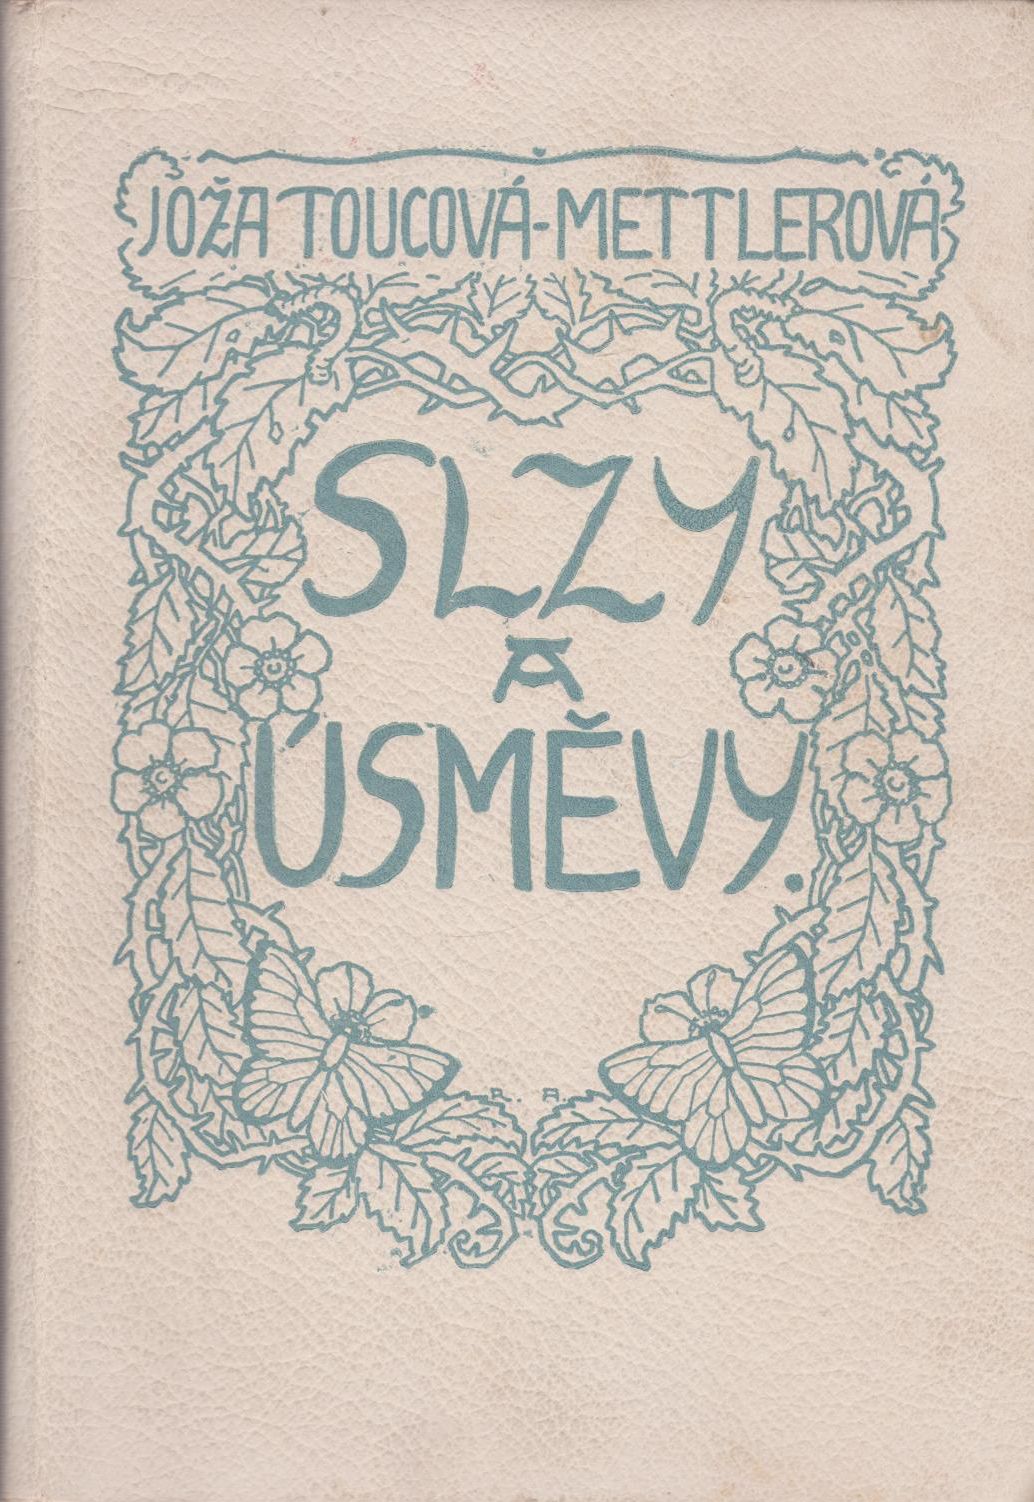 JOŽA TOUCOVÁ-METTLEROVÁ
SLZY
A
ÚSMĚVY.
R. A.